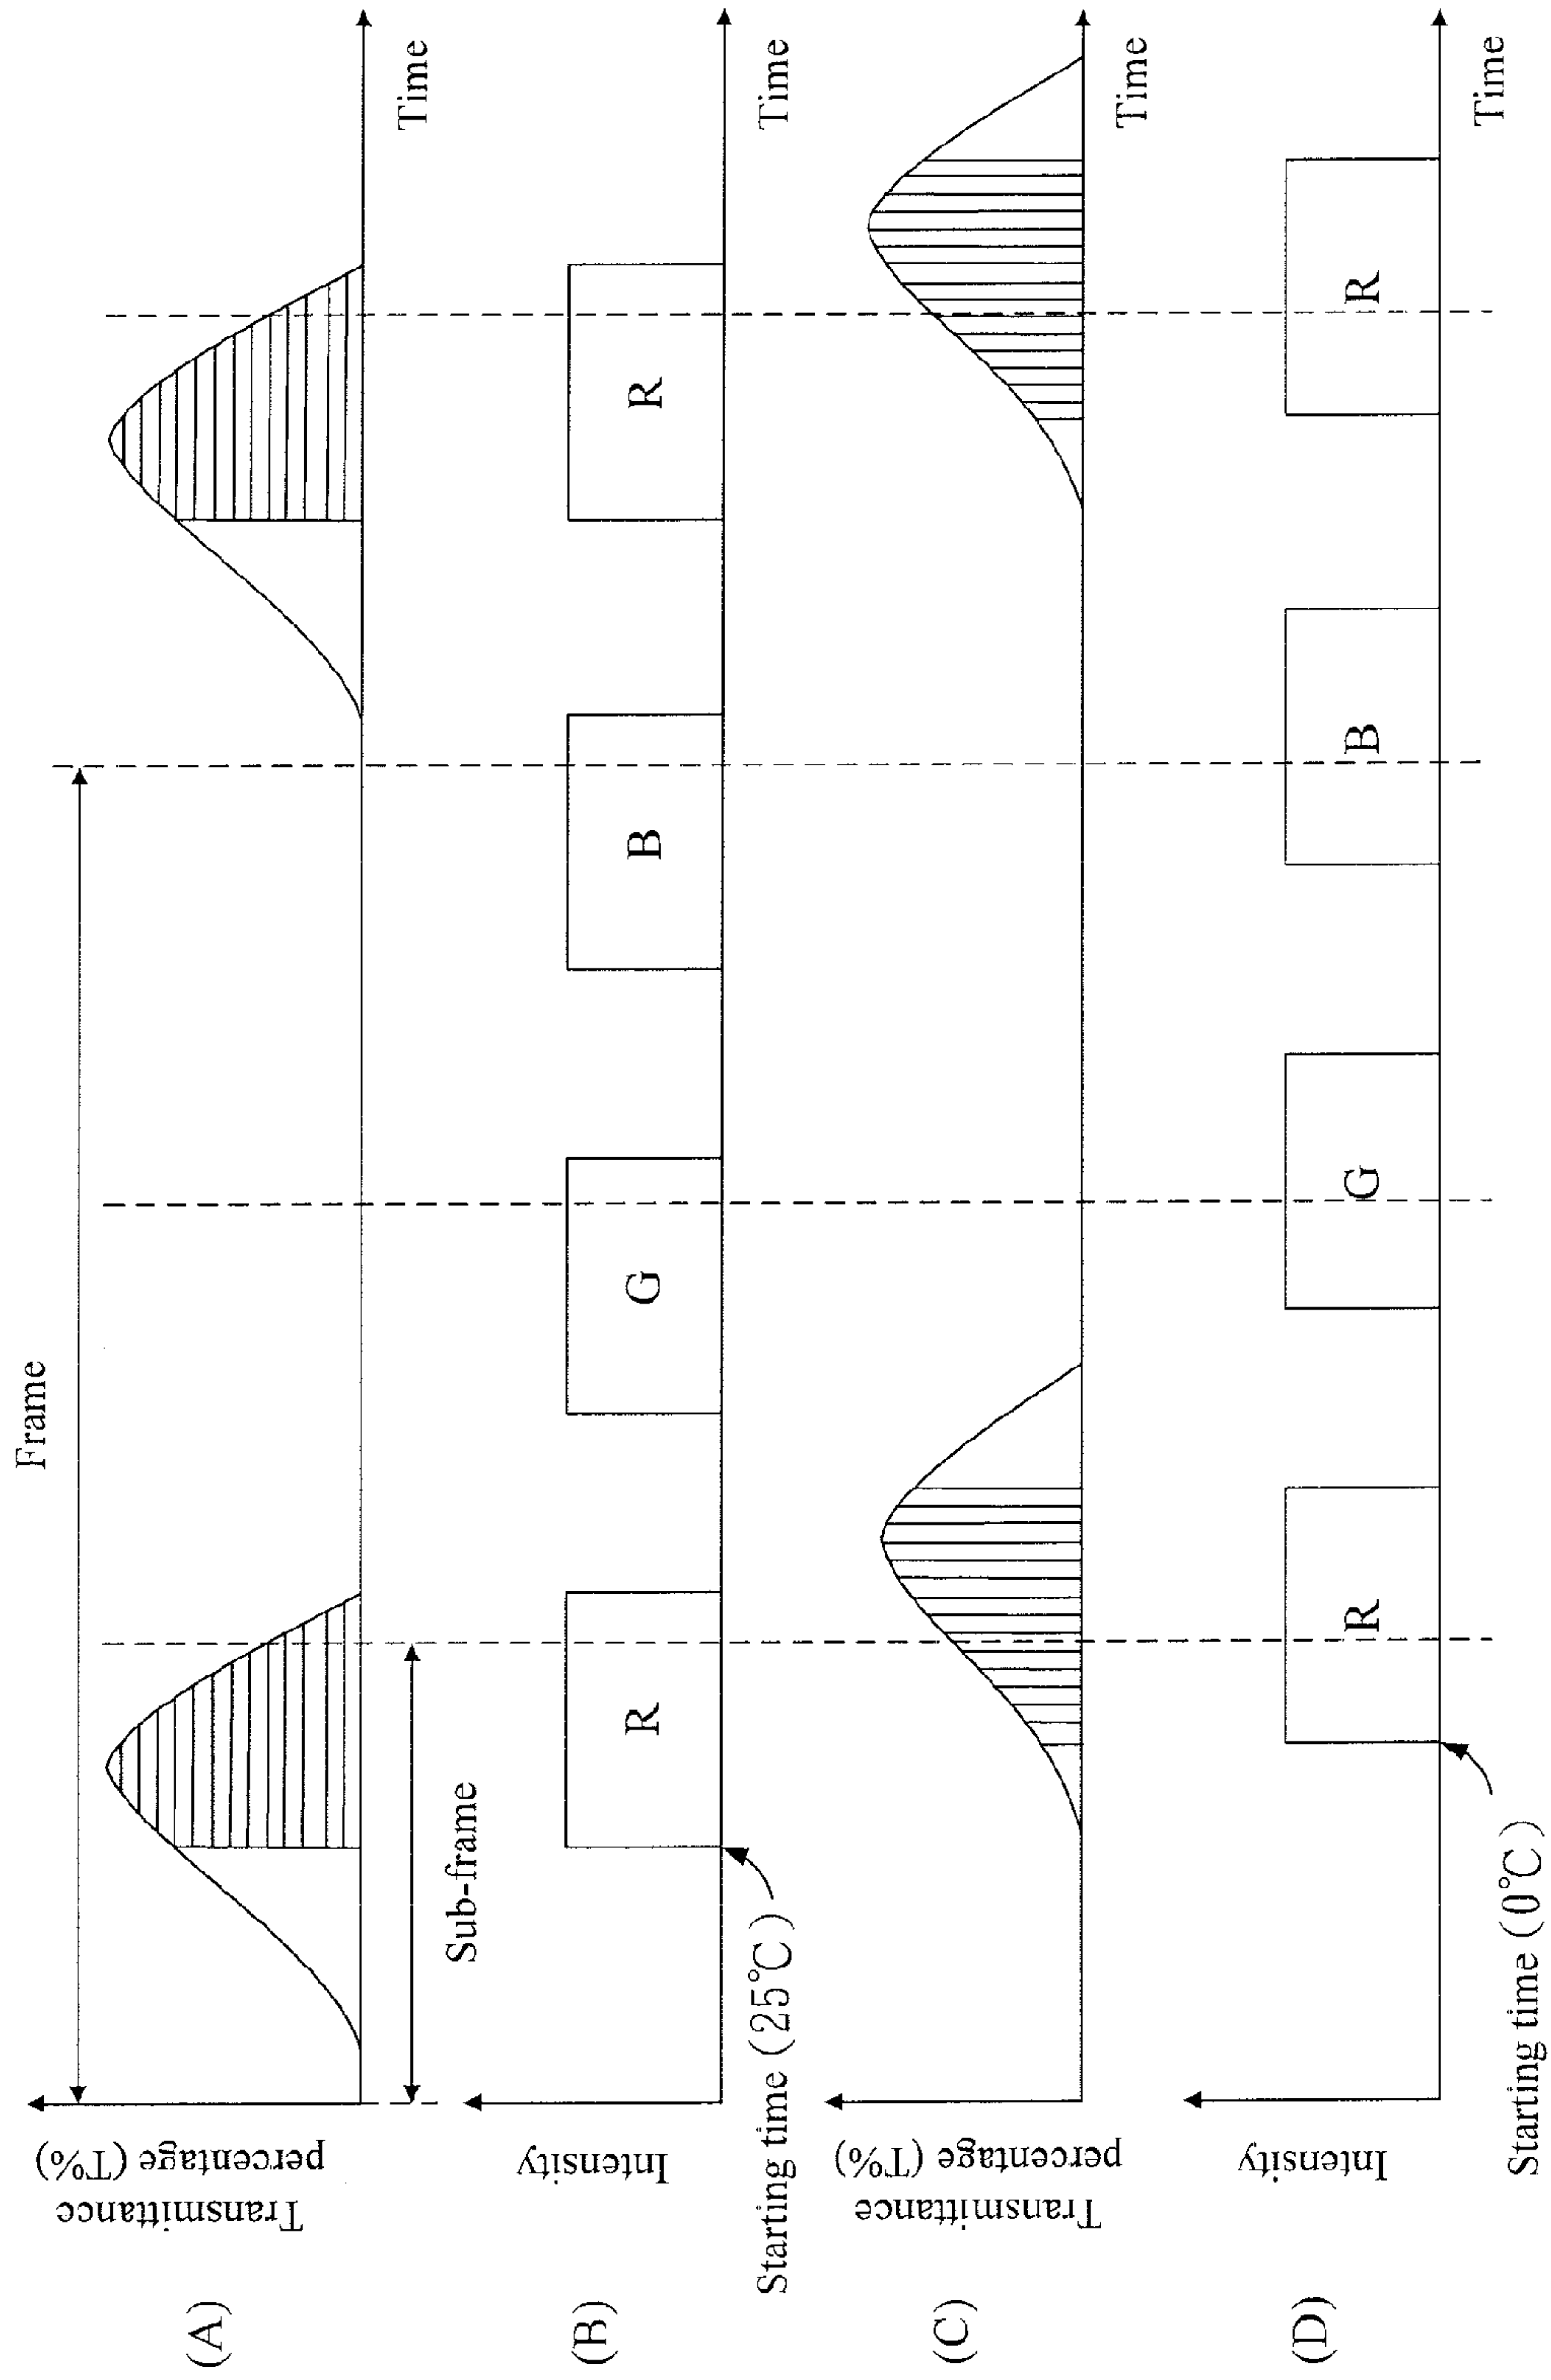 Frame
(A)
Transmittance
percentage (T%)
Time
Sub-frame
(B)
Intensity
R
G
B
R
Time
Starting time (25℃)
(C)
Transmittance
percentage (T%)
Time
(D)
Intensity
R
G
B
R
Time
Starting time (0℃)